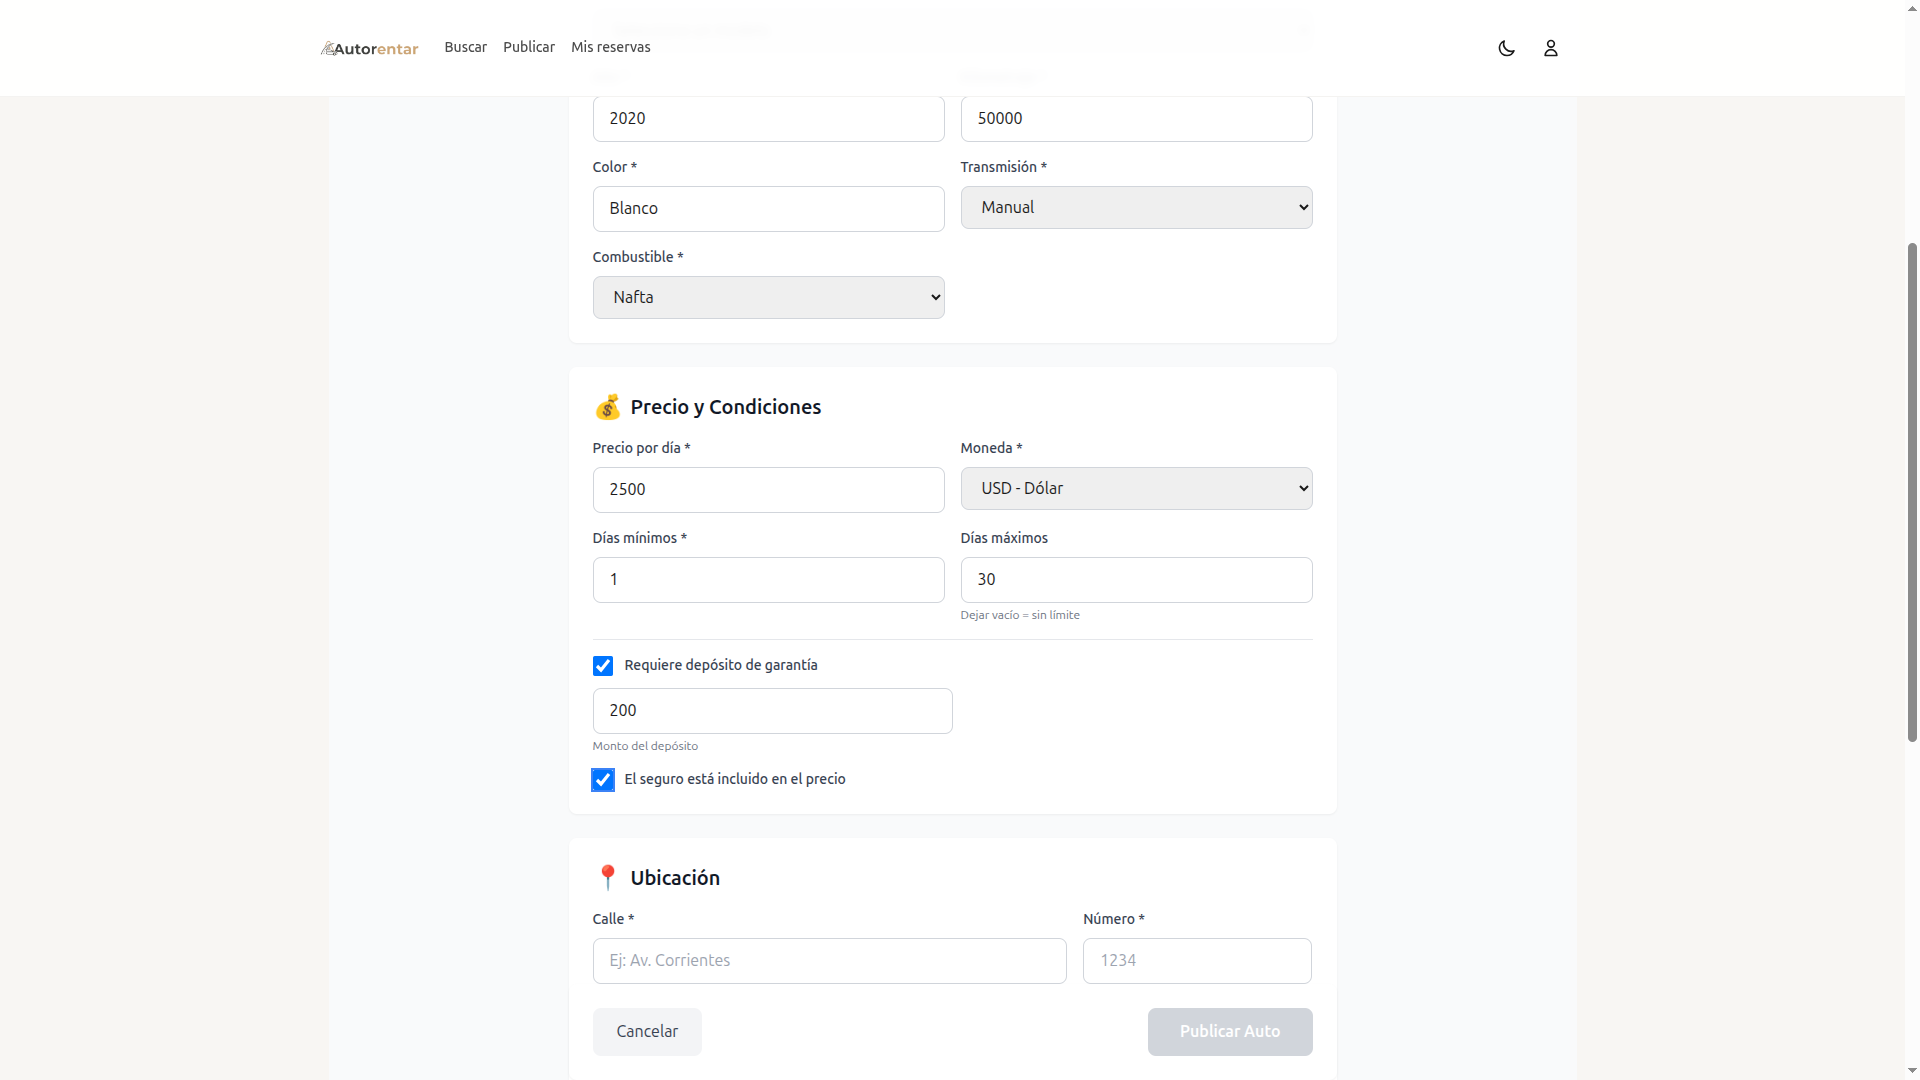 Autorentar Buscar Publicar Mis reservas
2020 50000
Color * Transmisión *
Blanco Manual
Combustible *
Nafta
💰 Precio y Condiciones
Precio por día * Moneda *
2500 USD - Dólar
Días mínimos * Días máximos
1 30
Dejar vacío = sin límite
Requiere depósito de garantía
200
Monto del depósito
El seguro está incluido en el precio
📍 Ubicación
Calle * Número *
Ej: Av. Corrientes 1234
Cancelar Publicar Auto